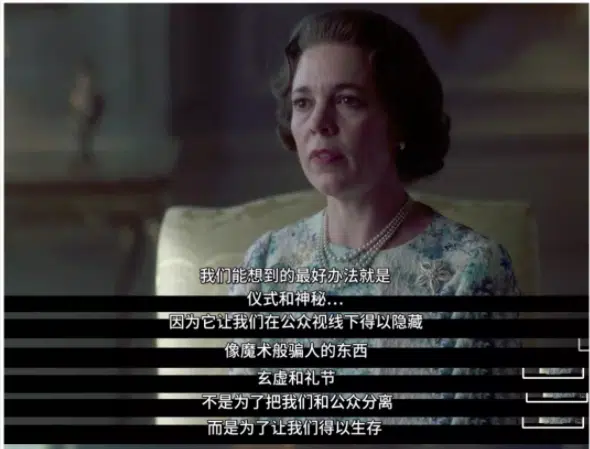 我们能想到的最好办法就是
仪式和神秘...
因为它让我们在公众视线下得以隐藏
像魔术般骗人的东西
玄虚和礼节
不是为了把我们和公众分离
而是为了让我们得以生存